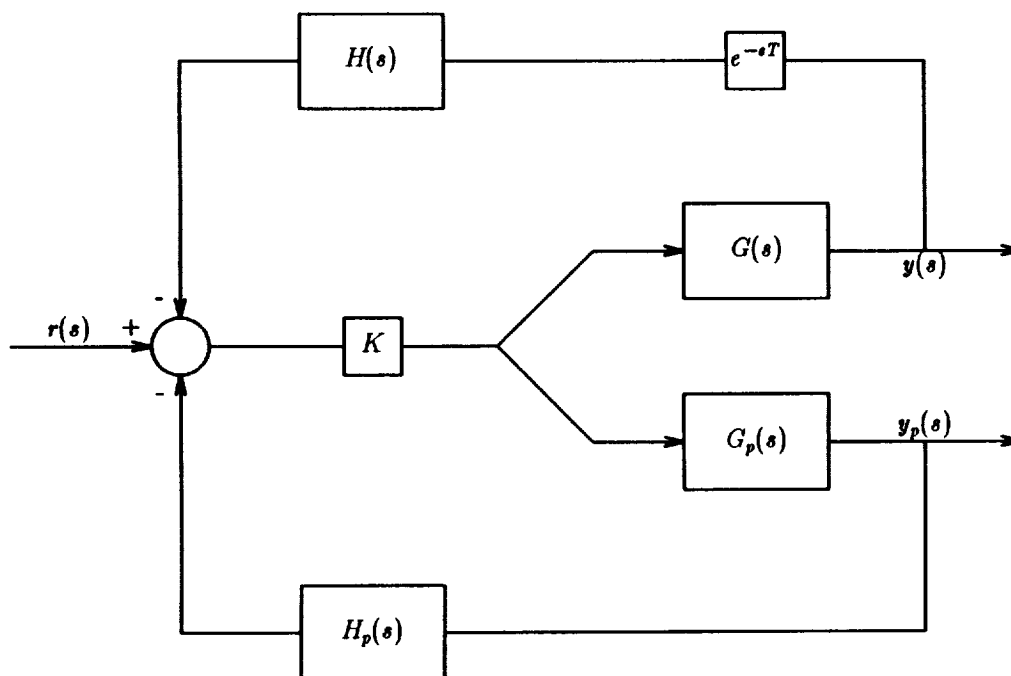 H(s)
e^{-sT}
G(s)
y(s)
-
r(s)
+
K
-
G_p(s)
y_p(s)
H_p(s)